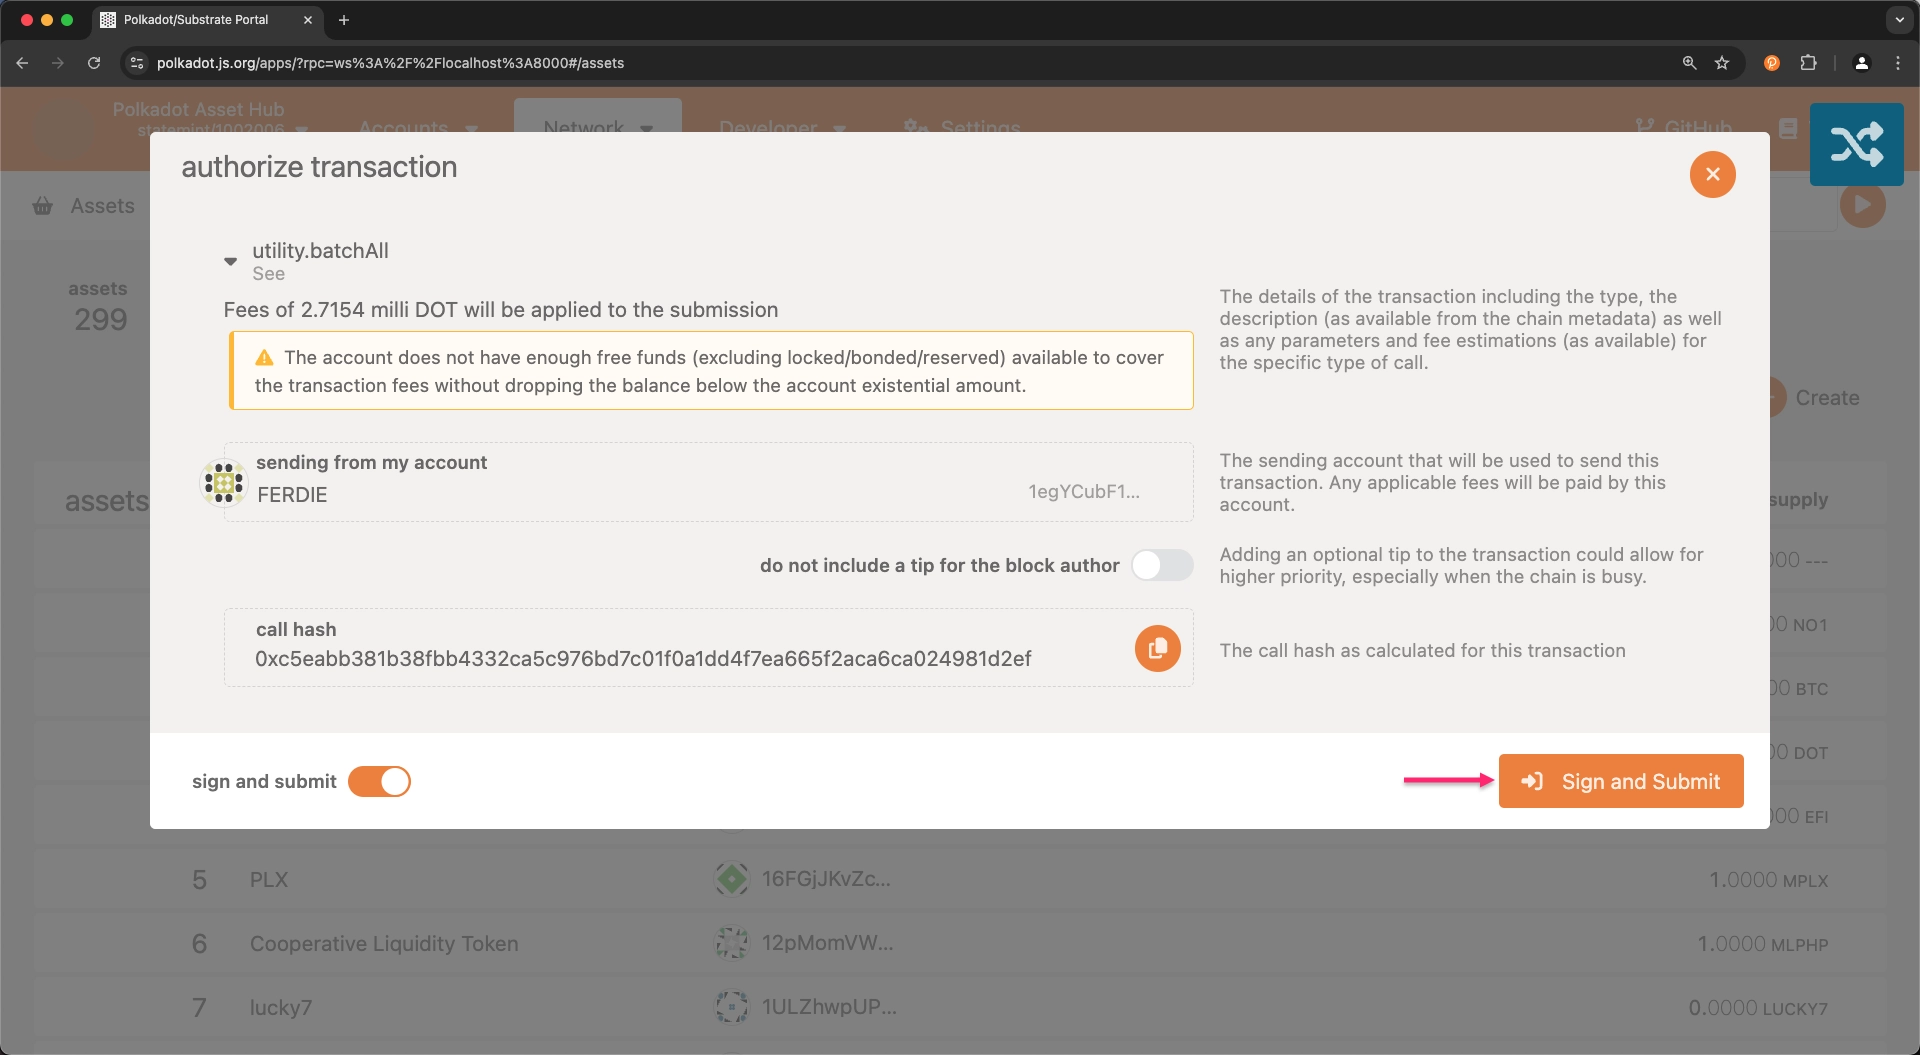 Polkadot/Substrate Portal
polkadot.js.org/apps/?rpc=ws%3A%2F%2Flocalhost%3A8000#/assets
Polkadot Asset Hub
statemint/1002006
Accounts
Network
Developer
Settings
GitHub
authorize transaction
Assets
utility.batchAll
See
assets
299
Fees of 2.7154 milli DOT will be applied to the submission
The account does not have enough free funds (excluding locked/bonded/reserved) available to cover
the transaction fees without dropping the balance below the account existential amount.
The details of the transaction including the type, the
description (as available from the chain metadata) as well
as any parameters and fee estimations (as available) for
the specific type of call.
Create
sending from my account
FERDIE
1egYCubF1...
The sending account that will be used to send this
transaction. Any applicable fees will be paid by this
account.
assets
supply
do not include a tip for the block author
Adding an optional tip to the transaction could allow for
higher priority, especially when the chain is busy.
00 ---
NO1
call hash
0xc5eabb381b38fbb4332ca5c976bd7c01f0a1dd4f7ea665f2aca6ca024981d2ef
The call hash as calculated for this transaction
BTC
DOT
sign and submit
Sign and Submit
EFI
5 PLX 16FGjJKvZc... 1.0000 MPLX
6 Cooperative Liquidity Token 12pMomVW... 1.0000 MLPHP
7 lucky7 1ULZhwpUP... 0.0000 LUCKY7